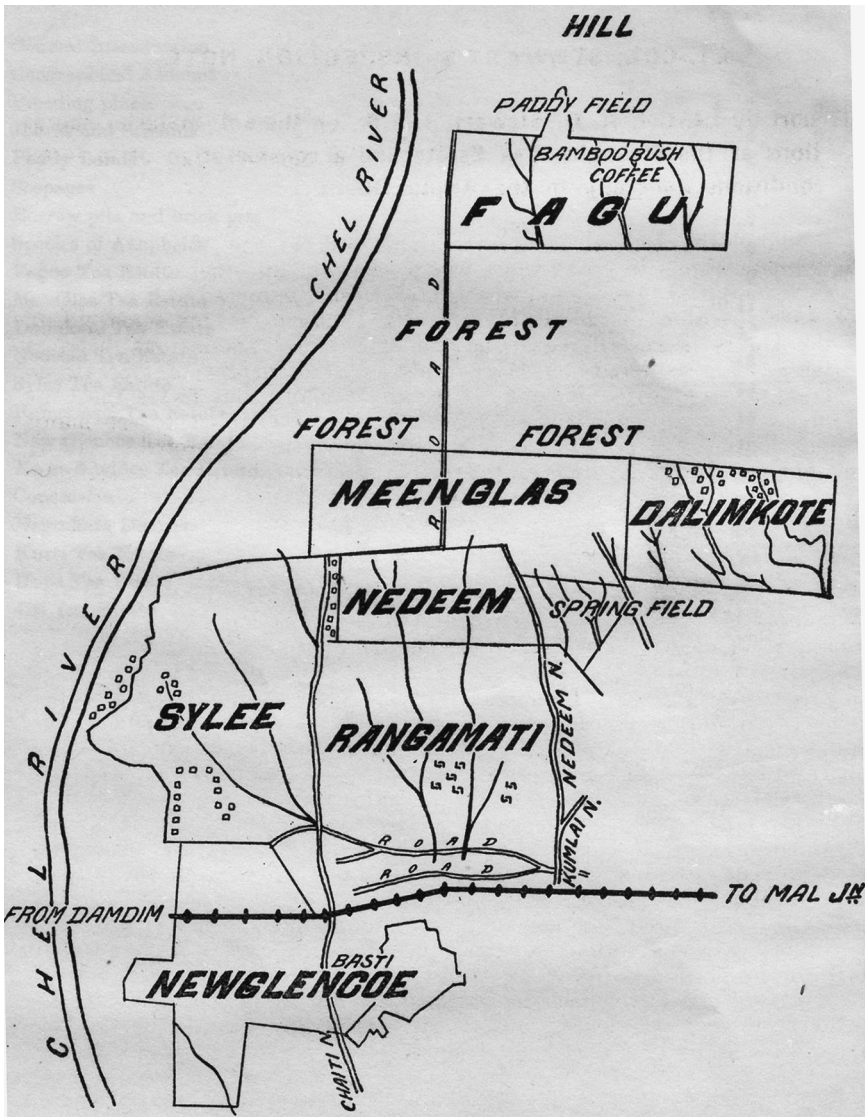 HILL
PADDY FIELD
BAMBOO BUSH
COFFEE
FAGU
CHEL RIVER
ROAD
FOREST
FOREST
FOREST
MEENGLAS
DALIMKOTE
NEDEEM
SPRING FIELD
CHEL RIVER
SYLEE
RANGAMATI
NEDEEM N.
KUMLAI N.
ROAD
ROAD
FROM DAMDIM
TO MAL JN
BASTI
NEWGLENCOE
CHAITI N.